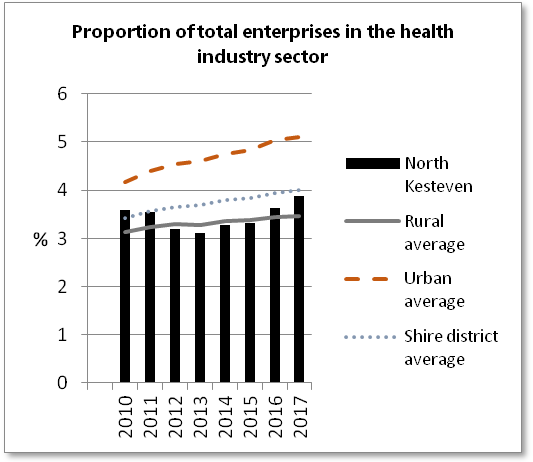 Proportion of total enterprises in the health
industry sector
6
5
4
3
2
1
0
%
2010
2011
2012
2013
2014
2015
2016
2017
North
Kesteven
Rural
average
Urban
average
Shire district
average